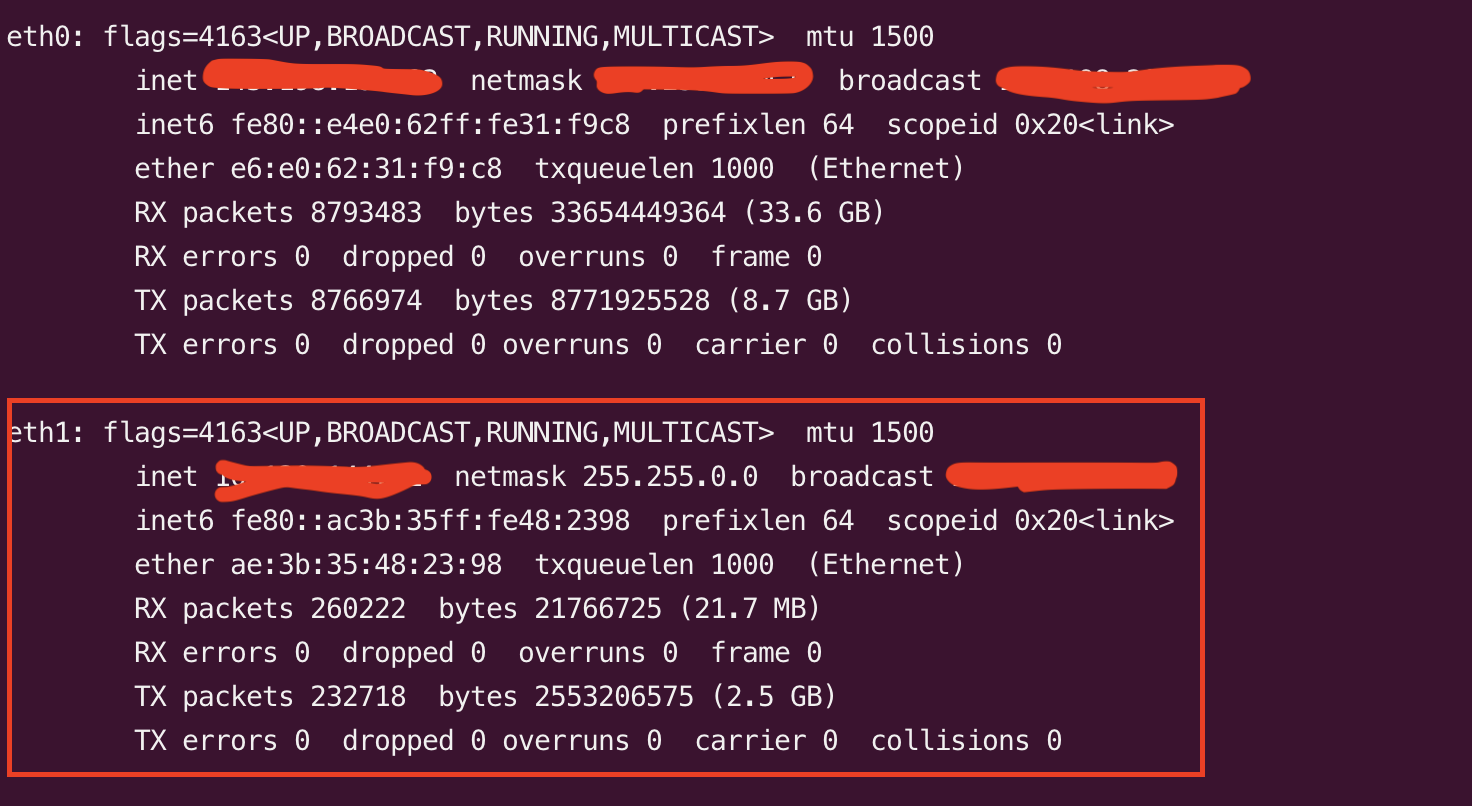 eth0: flags=4163<UP,BROADCAST,RUNNING,MULTICAST>  mtu 1500
inet netmask broadcast
inet6 fe80::e4e0:62ff:fe31:f9c8  prefixlen 64  scopeid 0x20<link>
ether e6:e0:62:31:f9:c8  txqueuelen 1000  (Ethernet)
RX packets 8793483  bytes 33654449364 (33.6 GB)
RX errors 0  dropped 0  overruns 0  frame 0
TX packets 8766974  bytes 8771925528 (8.7 GB)
TX errors 0  dropped 0 overruns 0  carrier 0  collisions 0
eth1: flags=4163<UP,BROADCAST,RUNNING,MULTICAST>  mtu 1500
inet netmask 255.255.0.0  broadcast
inet6 fe80::ac3b:35ff:fe48:2398  prefixlen 64  scopeid 0x20<link>
ether ae:3b:35:48:23:98  txqueuelen 1000  (Ethernet)
RX packets 260222  bytes 21766725 (21.7 MB)
RX errors 0  dropped 0  overruns 0  frame 0
TX packets 232718  bytes 2553206575 (2.5 GB)
TX errors 0  dropped 0 overruns 0  carrier 0  collisions 0